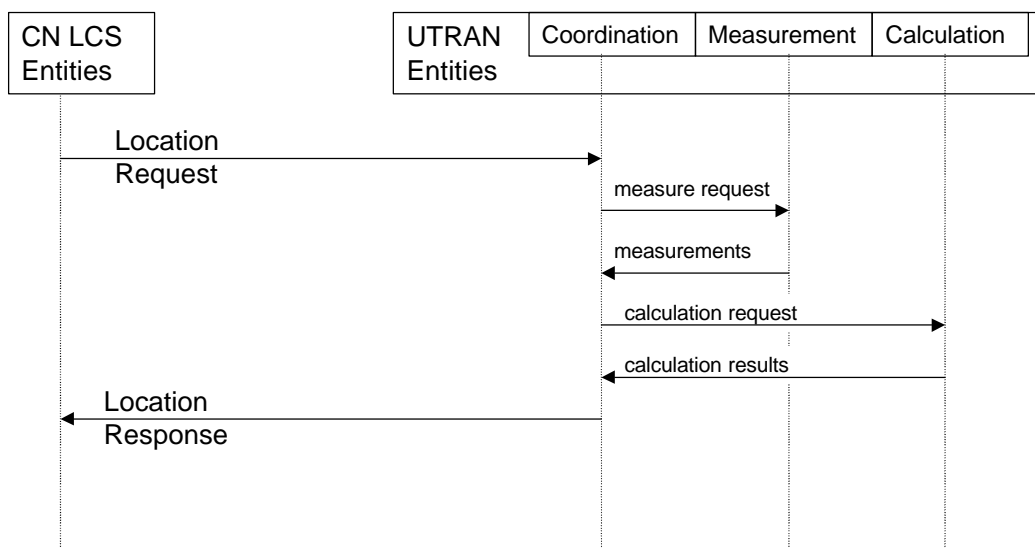 CN LCS
Entities
UTRAN
Entities
Coordination
Measurement
Calculation
Location
Request
measure request
measurements
calculation request
calculation results
Location
Response